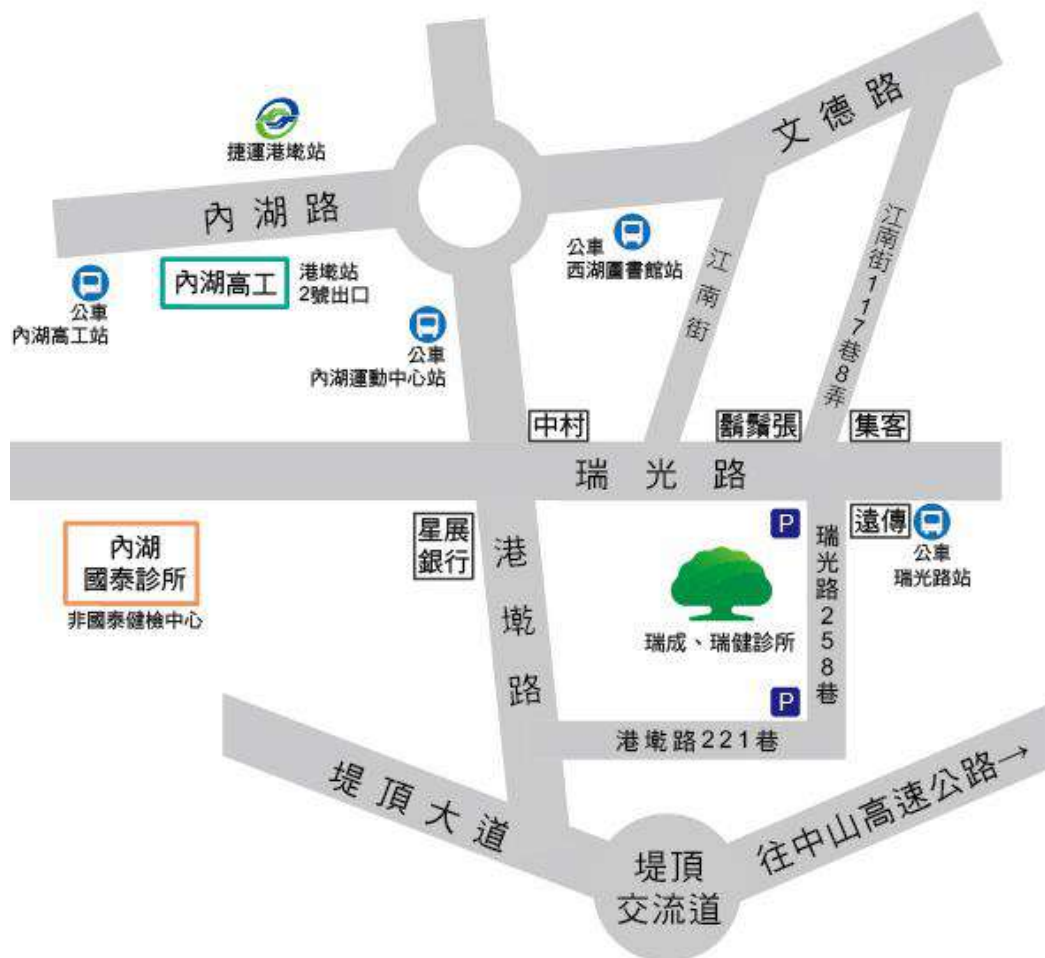 文德路
捷運港墘站
內湖路
公車
西湖圖書館站
江南街
江南街117巷8弄
內湖高工
港墘站
2號出口
公車
內湖高工站
公車
內湖運動中心站
中村
鬍鬚張
集客
瑞光路
內湖
國泰診所
非國泰健檢中心
星展
銀行
港墘路
P
瑞光路258巷
遠傳
公車
瑞光路站
瑞成、瑞健診所
P
港墘路221巷
堤頂大道
堤頂
交流道
往中山高速公路→